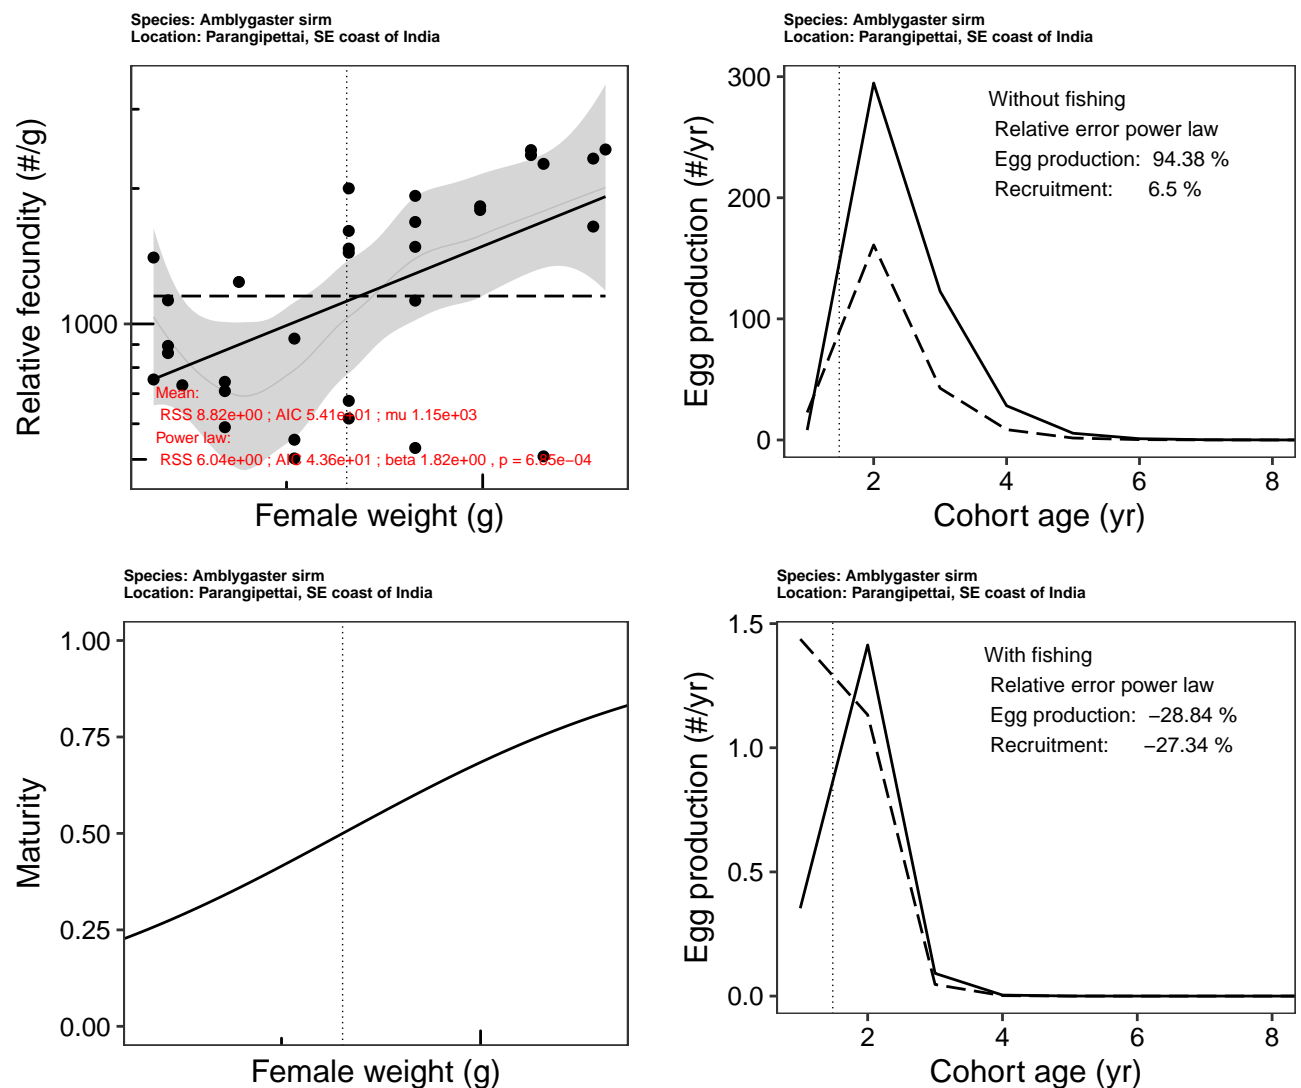 Species: Amblygaster sirm
Location: Parangipettai, SE coast of India
Relative fecundity (#/g)
1000
Mean:
RSS 8.82e+00 ; AIC 5.41e+01 ; mu 1.15e+03
Power law:
RSS 6.04e+00 ; AIC 4.36e+01 ; beta 1.82e+00 , p = 6.85e−04
Female weight (g)
Species: Amblygaster sirm
Location: Parangipettai, SE coast of India
Egg production (#/yr)
300
200
100
0
Without fishing
Relative error power law
Egg production: 94.38 %
Recruitment: 6.5 %
2 4 6 8
Cohort age (yr)
Species: Amblygaster sirm
Location: Parangipettai, SE coast of India
Maturity
1.00
0.75
0.50
0.25
0.00
Female weight (g)
Species: Amblygaster sirm
Location: Parangipettai, SE coast of India
Egg production (#/yr)
1.5
1.0
0.5
0.0
With fishing
Relative error power law
Egg production: −28.84 %
Recruitment: −27.34 %
2 4 6 8
Cohort age (yr)